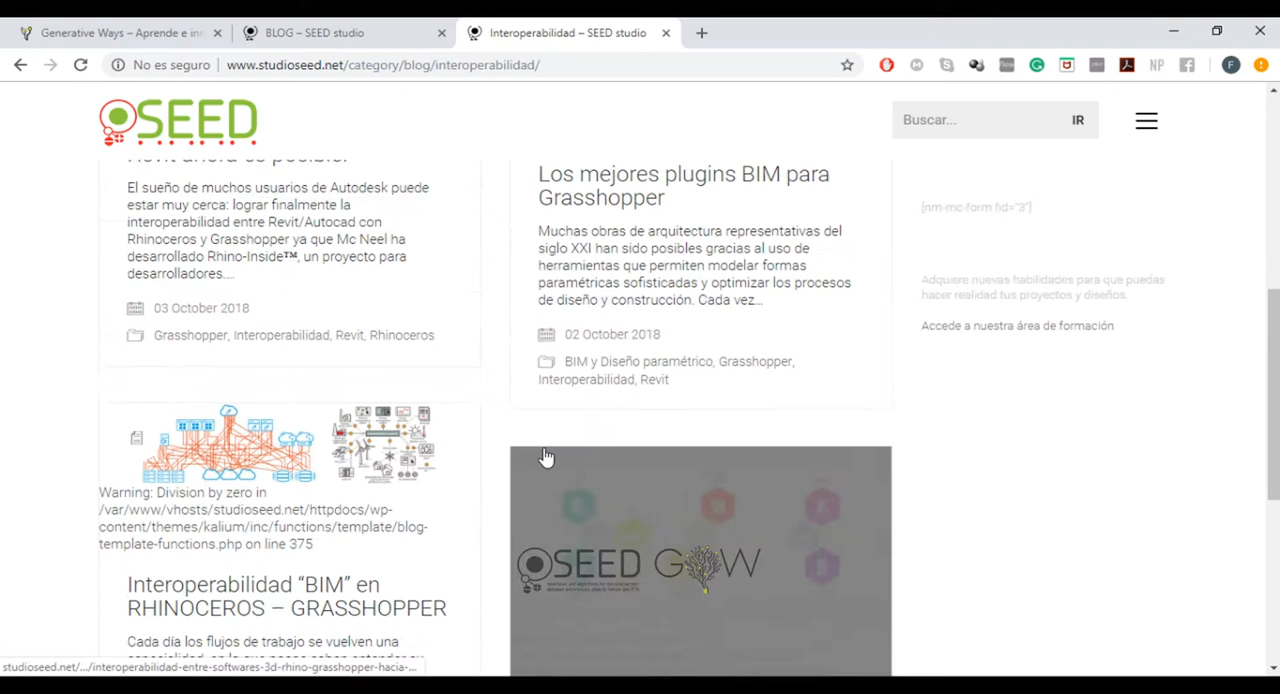 Generative Ways – Aprende e in
BLOG – SEED studio
Interoperabilidad – SEED studio
No es seguro
www.studioseed.net/category/blog/interoperabilidad/
NP
F
SEED
Buscar...
IR
Revit ahora es posible.
El sueño de muchos usuarios de Autodesk puede
estar muy cerca: lograr finalmente la
interoperabilidad entre Revit/Autocad con
Rhinoceros y Grasshopper ya que Mc Neel ha
desarrollado Rhino-Inside™, un proyecto para
desarrolladores....
03 October 2018
Grasshopper, Interoperabilidad, Revit, Rhinoceros
Warning: Division by zero in
/var/www/vhosts/studioseed.net/httpdocs/wp-
content/themes/kalium/inc/functions/template/blog-
template-functions.php on line 375
Interoperabilidad “BIM” en
RHINOCEROS – GRASSHOPPER
Cada día los flujos de trabajo se vuelven una
Los mejores plugins BIM para
Grasshopper
Muchas obras de arquitectura representativas del
siglo XXI han sido posibles gracias al uso de
herramientas que permiten modelar formas
paramétricas sofisticadas y optimizar los procesos
de diseño y construcción. Cada vez...
02 October 2018
BIM y Diseño paramétrico, Grasshopper,
Interoperabilidad, Revit
SEED G W
[nm-mc-form fid="3"]
Adquiere nuevas habilidades para que puedas
hacer realidad tus proyectos y diseños.
Accede a nuestra área de formación
studioseed.net/.../interoperabilidad-entre-softwares-3d-rhino-grasshopper-hacia-...